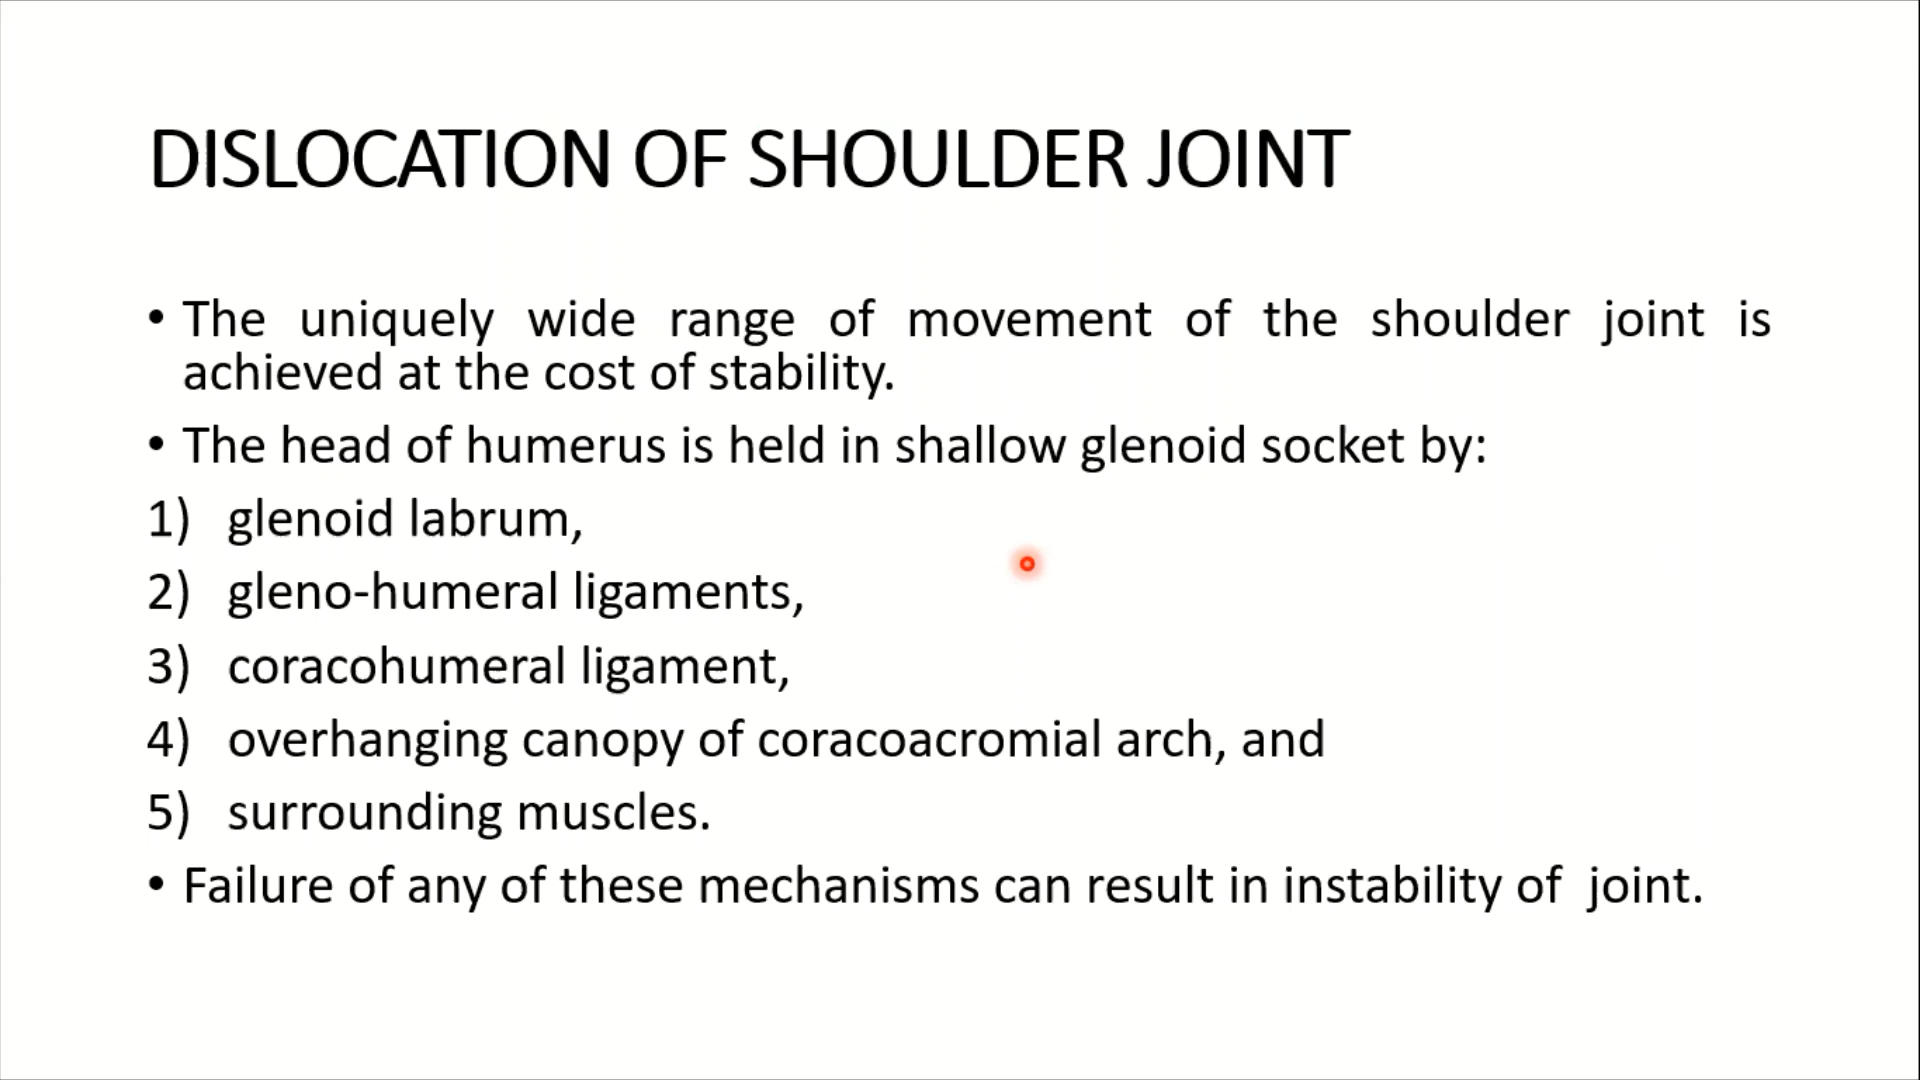 DISLOCATION OF SHOULDER JOINT
• The uniquely wide range of movement of the shoulder joint is
achieved at the cost of stability.
• The head of humerus is held in shallow glenoid socket by:
1) glenoid labrum,
2) gleno-humeral ligaments,
3) coracohumeral ligament,
4) overhanging canopy of coracoacromial arch, and
5) surrounding muscles.
• Failure of any of these mechanisms can result in instability of  joint.